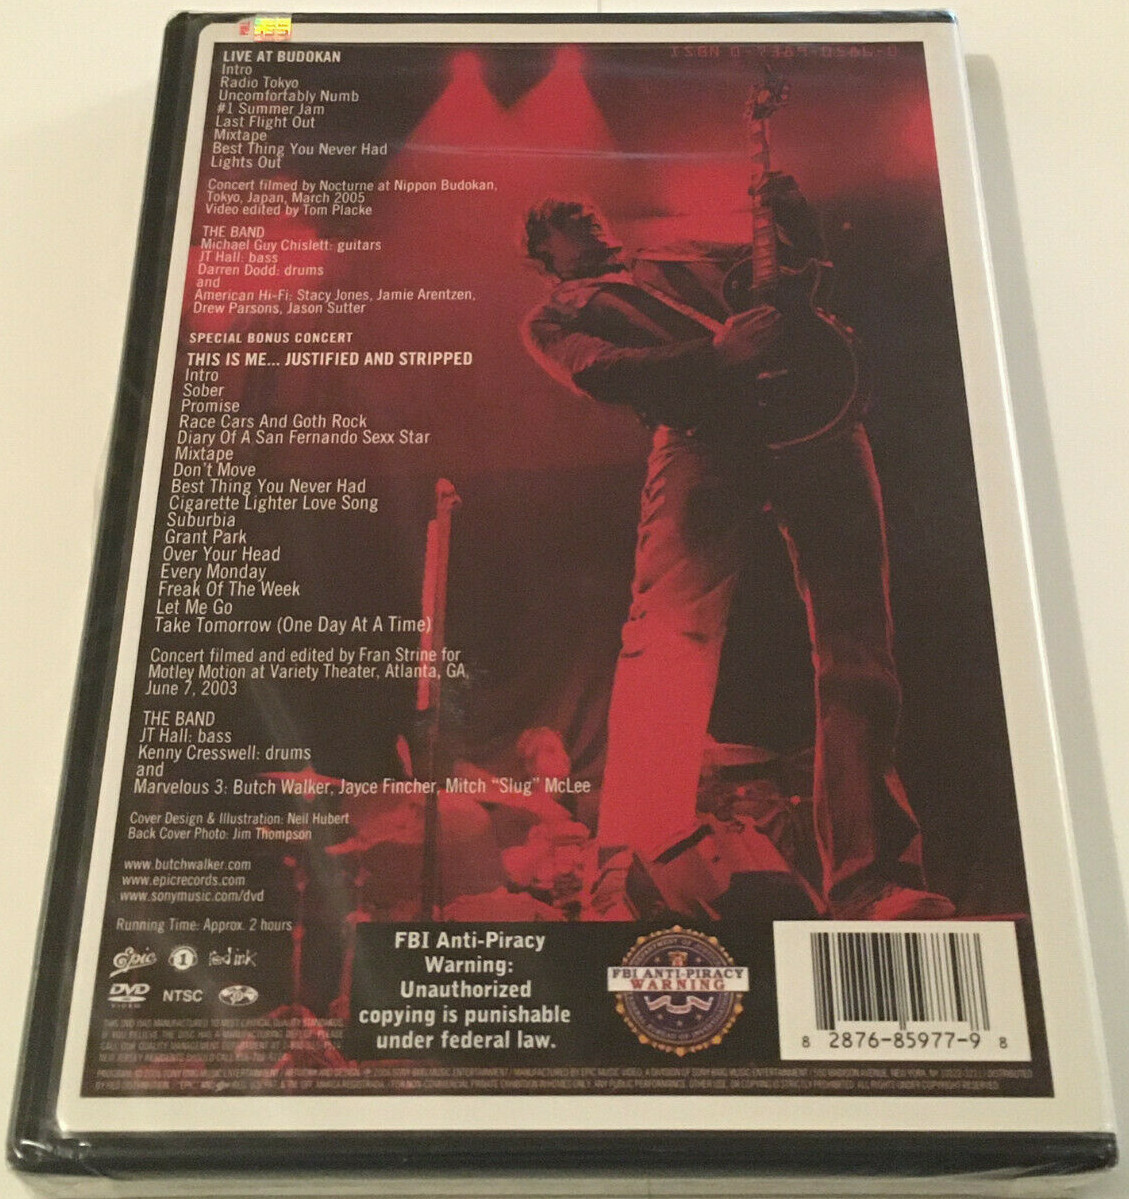 ISBN 0-7389-0586-0
LIVE AT BUDOKAN
Intro
Radio Tokyo
Uncomfortably Numb
#1 Summer Jam
Last Flight Out
Mixtape
Best Thing You Never Had
Lights Out
Concert filmed by Nocturne at Nippon Budokan,
Tokyo, Japan, March 2005
Video edited by Tom Placke
THE BAND
Michael Guy Chislett: guitars
JT Hall: bass
Darren Dodd: drums
and
American Hi-Fi: Stacy Jones, Jamie Arentzen,
Drew Parsons, Jason Sutter
SPECIAL BONUS CONCERT
THIS IS ME... JUSTIFIED AND STRIPPED
Intro
Sober
Promise
Race Cars And Goth Rock
Diary Of A San Fernando Sexx Star
Mixtape
Don't Move
Best Thing You Never Had
Cigarette Lighter Love Song
Suburbia
Grant Park
Over Your Head
Every Monday
Freak Of The Week
Let Me Go
Take Tomorrow (One Day At A Time)
Concert filmed and edited by Fran Strine for
Motley Motion at Variety Theater, Atlanta, GA,
June 7, 2003
THE BAND
JT Hall: bass
Kenny Cresswell: drums
and
Marvelous 3: Butch Walker, Jayce Fincher, Mitch "Slug" McLee
Cover Design & Illustration: Neil Hubert
Back Cover Photo: Jim Thompson
www.butchwalker.com
www.epicrecords.com
www.sonymusic.com/dvd
Running Time: Approx. 2 hours
Epic 1 red ink
DVD VIDEO NTSC
FBI Anti-Piracy
Warning:
Unauthorized
copying is punishable
under federal law.
FBI ANTI-PIRACY
WARNING
8 2876-85977-9 8